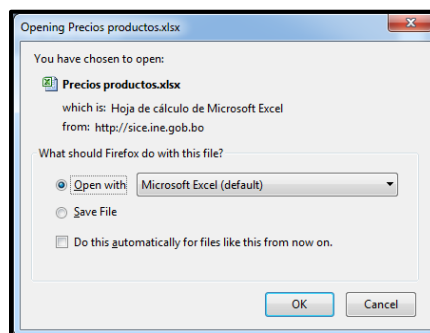 Opening Precios productos.xlsx
You have chosen to open:
Precios productos.xlsx
which is: Hoja de cálculo de Microsoft Excel
from: http://sice.ine.gob.bo
What should Firefox do with this file?
Open with Microsoft Excel (default)
Save File
Do this automatically for files like this from now on.
OK Cancel